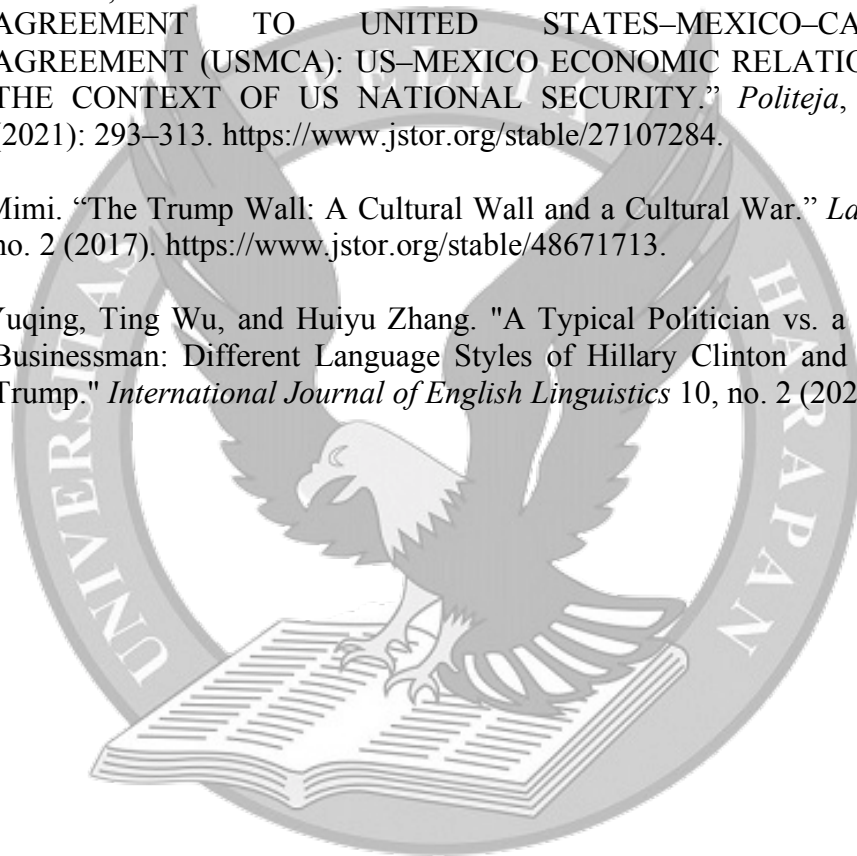 AGREEMENT TO UNITED STATES–MEXICO–CA
AGREEMENT (USMCA): US–MEXICO ECONOMIC RELATIO
THE CONTEXT OF US NATIONAL SECURITY.” Politeja,
(2021): 293–313. https://www.jstor.org/stable/27107284.
Mimi. “The Trump Wall: A Cultural Wall and a Cultural War.” La
no. 2 (2017). https://www.jstor.org/stable/48671713.
Yuqing, Ting Wu, and Huiyu Zhang. "A Typical Politician vs. a
Businessman: Different Language Styles of Hillary Clinton and
Trump." International Journal of English Linguistics 10, no. 2 (202
UNIVERSITAS PELITA HARAPAN